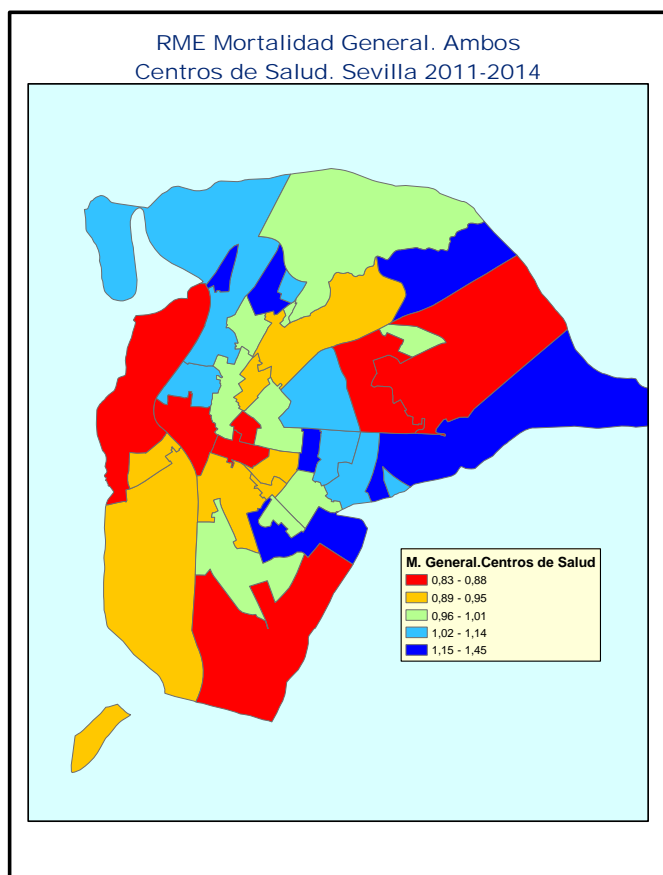 RME Mortalidad General. Ambos
Centros de Salud. Sevilla 2011-2014
M. General.Centros de Salud
0,83 - 0,88
0,89 - 0,95
0,96 - 1,01
1,02 - 1,14
1,15 - 1,45